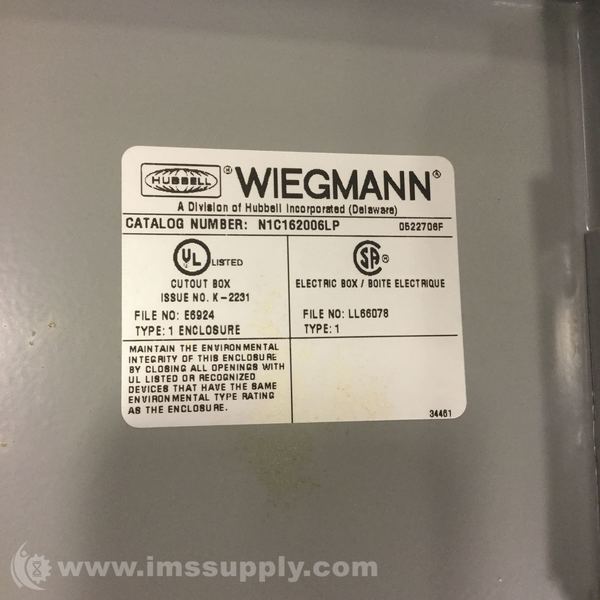 HUBBELL ® WIEGMANN ®
A Division of Hubbell Incorporated (Delaware)
CATALOG NUMBER: N1C162006LP 0522706F
UL LISTED
CUTOUT BOX
ISSUE NO. K-2231
FILE NO: E6924
TYPE: 1 ENCLOSURE
SA
ELECTRIC BOX / BOITE ELECTRIQUE
FILE NO: LL66078
TYPE: 1
MAINTAIN THE ENVIRONMENTAL
INTEGRITY OF THIS ENCLOSURE
BY CLOSING ALL OPENINGS WITH
UL LISTED OR RECOGNIZED
DEVICES THAT HAVE THE SAME
ENVIRONMENTAL TYPE RATING
AS THE ENCLOSURE.
34461
www.imssupply.com